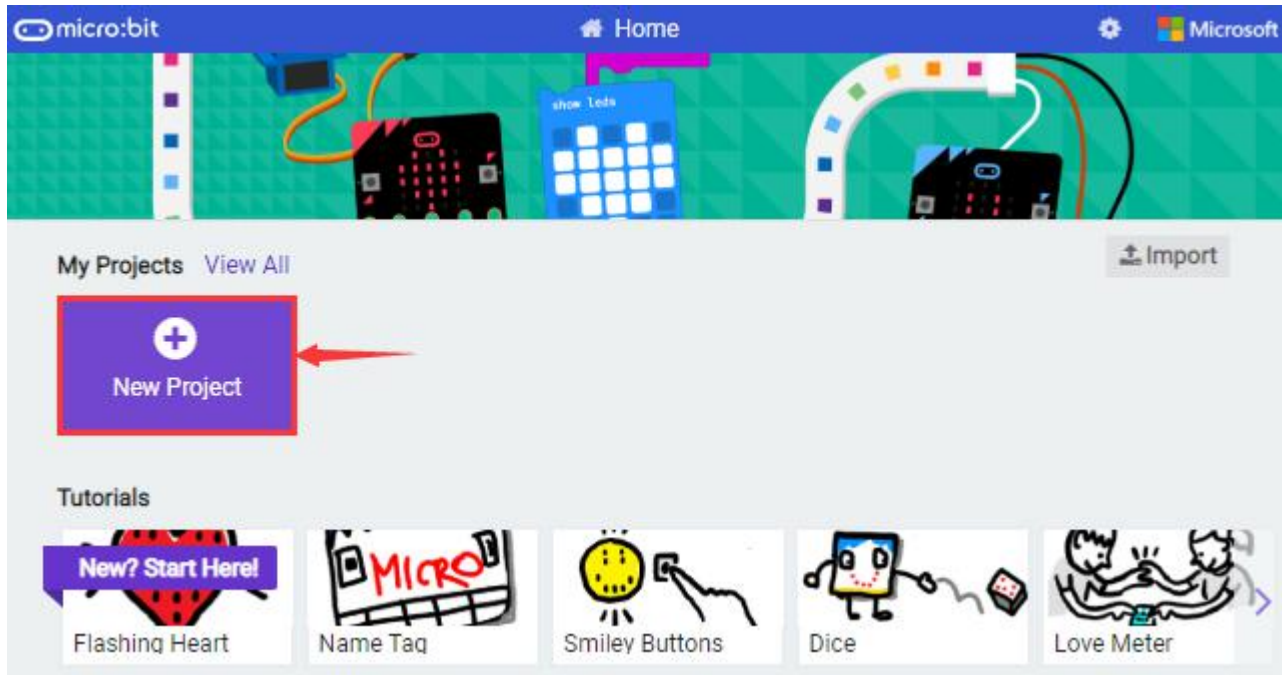 micro:bit
Home
Microsoft
show leds
My Projects View All
Import
New Project
Tutorials
New? Start Here!
MICRO
Flashing Heart
Name Tag
Smiley Buttons
Dice
Love Meter